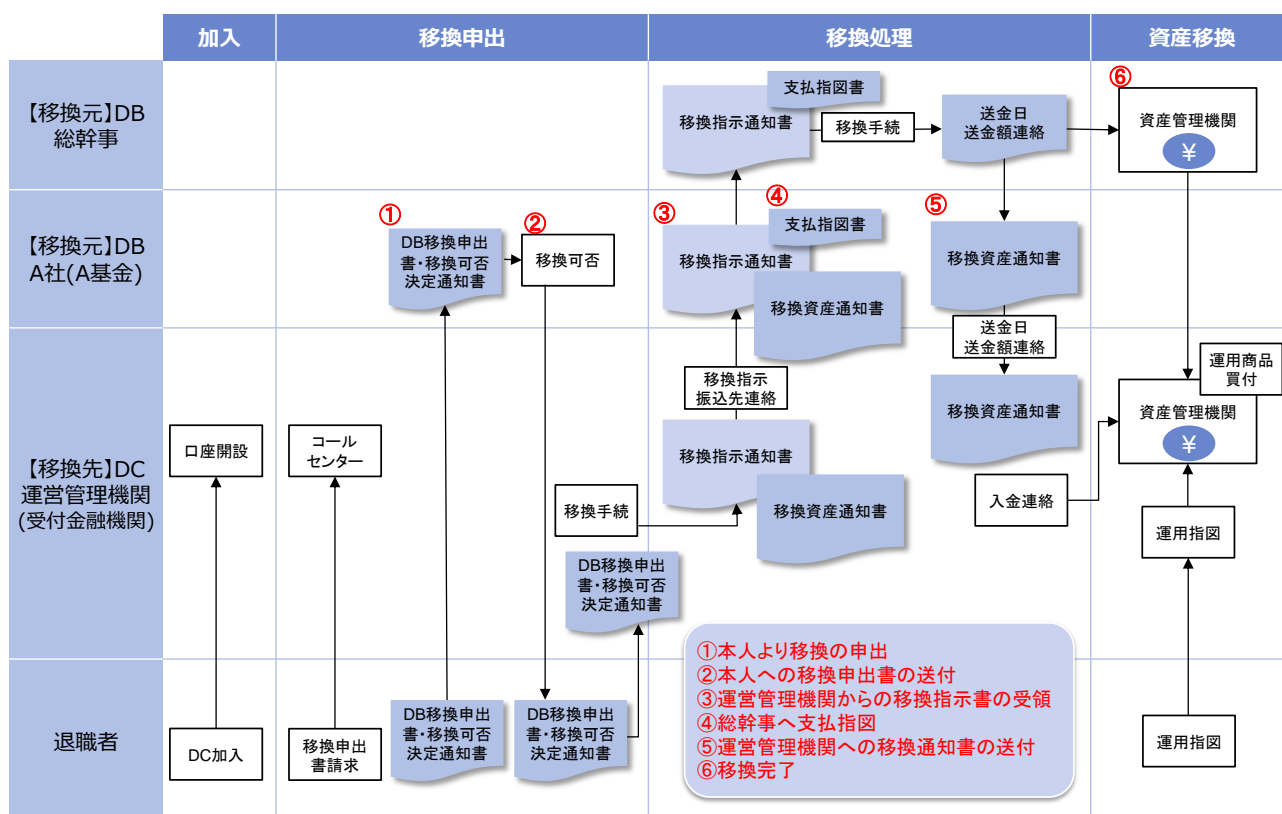 加入
移換申出
移換処理
資産移換
【移換元】DB
総幹事
移換指示通知書
支払指図書
移換手続
送金日
送金額連絡
⑥
資産管理機関
¥
【移換元】DB
A社(A基金)
①
DB移換申出
書・移換可否
決定通知書
②
移換可否
③
移換指示通知書
④
支払指図書
移換資産通知書
⑤
移換資産通知書
送金日
送金額連絡
【移換先】DC
運営管理機関
(受付金融機関)
口座開設
コール
センター
移換手続
DB移換申出
書・移換可否
決定通知書
移換指示
振込先連絡
移換指示通知書
移換資産通知書
移換資産通知書
入金連絡
運用商品
買付
資産管理機関
¥
運用指図
退職者
DC加入
移換申出
書請求
DB移換申出
書・移換可否
決定通知書
DB移換申出
書・移換可否
決定通知書
①本人より移換の申出
②本人への移換申出書の送付
③運営管理機関からの移換指示書の受領
④総幹事へ支払指図
⑤運営管理機関への移換通知書の送付
⑥移換完了
運用指図